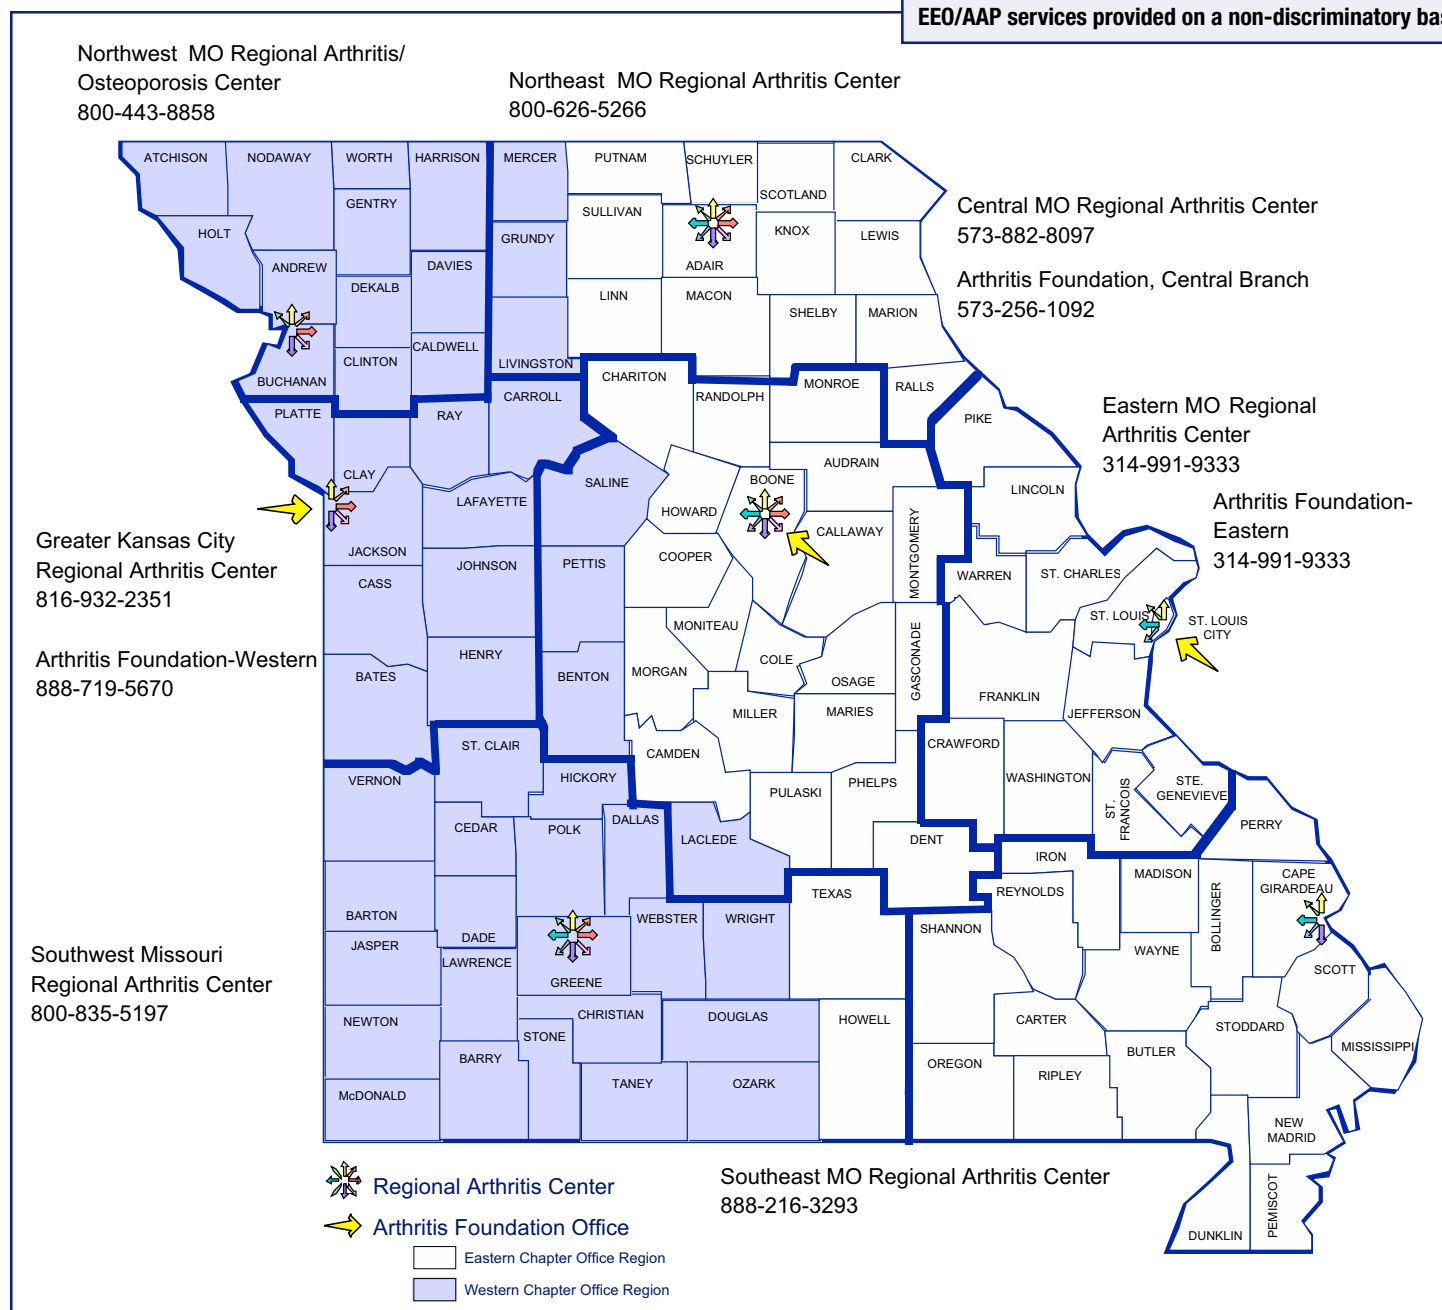 EEO/AAP services provided on a non-discriminatory
Northwest MO Regional Arthritis/
Osteoporosis Center
800-443-8858
Northeast MO Regional Arthritis Center
800-626-5266
Central MO Regional Arthritis Center
573-882-8097
Arthritis Foundation, Central Branch
573-256-1092
Eastern MO Regional
Arthritis Center
314-991-9333
Arthritis Foundation-
Eastern
314-991-9333
Greater Kansas City
Regional Arthritis Center
816-932-2351
Arthritis Foundation-Western
888-719-5670
Southwest Missouri
Regional Arthritis Center
800-835-5197
Southeast MO Regional Arthritis Center
888-216-3293
ATCHISON
NODAWAY
WORTH
HARRISON
MERCER
PUTNAM
SCHUYLER
SCOTLAND
CLARK
HOLT
GENTRY
SULLIVAN
KNOX
LEWIS
GRUNDY
ANDREW
DAVIES
ADAIR
DEKALB
LINN
MACON
SHELBY
MARION
CLINTON
CALDWELL
LIVINGSTON
BUCHANAN
CHARITON
RANDOLPH
MONROE
RALLS
PLATTE
RAY
CARROLL
PIKE
CLAY
SALINE
AUDRAIN
BOONE
LINCOLN
LAFAYETTE
HOWARD
CALLAWAY
MONTGOMERY
JACKSON
COOPER
PETTIS
JOHNSON
CASS
WARREN
ST. CHARLES
ST. LOUIS
ST. LOUIS
CITY
MONITEAU
HENRY
BATES
BENTON
MORGAN
COLE
OSAGE
GASCONADE
FRANKLIN
JEFFERSON
MILLER
MARIES
ST. CLAIR
CAMDEN
CRAWFORD
VERNON
HICKORY
PULASKI
PHELPS
WASHINGTON
ST.
FRANCOIS
STE.
GENEVIEVE
CEDAR
POLK
DALLAS
LACLEDE
DENT
PERRY
IRON
MADISON
BOLLINGER
CAPE
GIRARDEAU
TEXAS
REYNOLDS
BARTON
WEBSTER
WRIGHT
SHANNON
DADE
JASPER
LAWRENCE
GREENE
WAYNE
SCOTT
NEWTON
CHRISTIAN
DOUGLAS
HOWELL
CARTER
STODDARD
STONE
BARRY
MISSISSIPPI
BUTLER
OREGON
RIPLEY
McDONALD
TANEY
OZARK
NEW
MADRID
PEMISCOT
DUNKLIN
Regional Arthritis Center
Arthritis Foundation Office
Eastern Chapter Office Region
Western Chapter Office Region